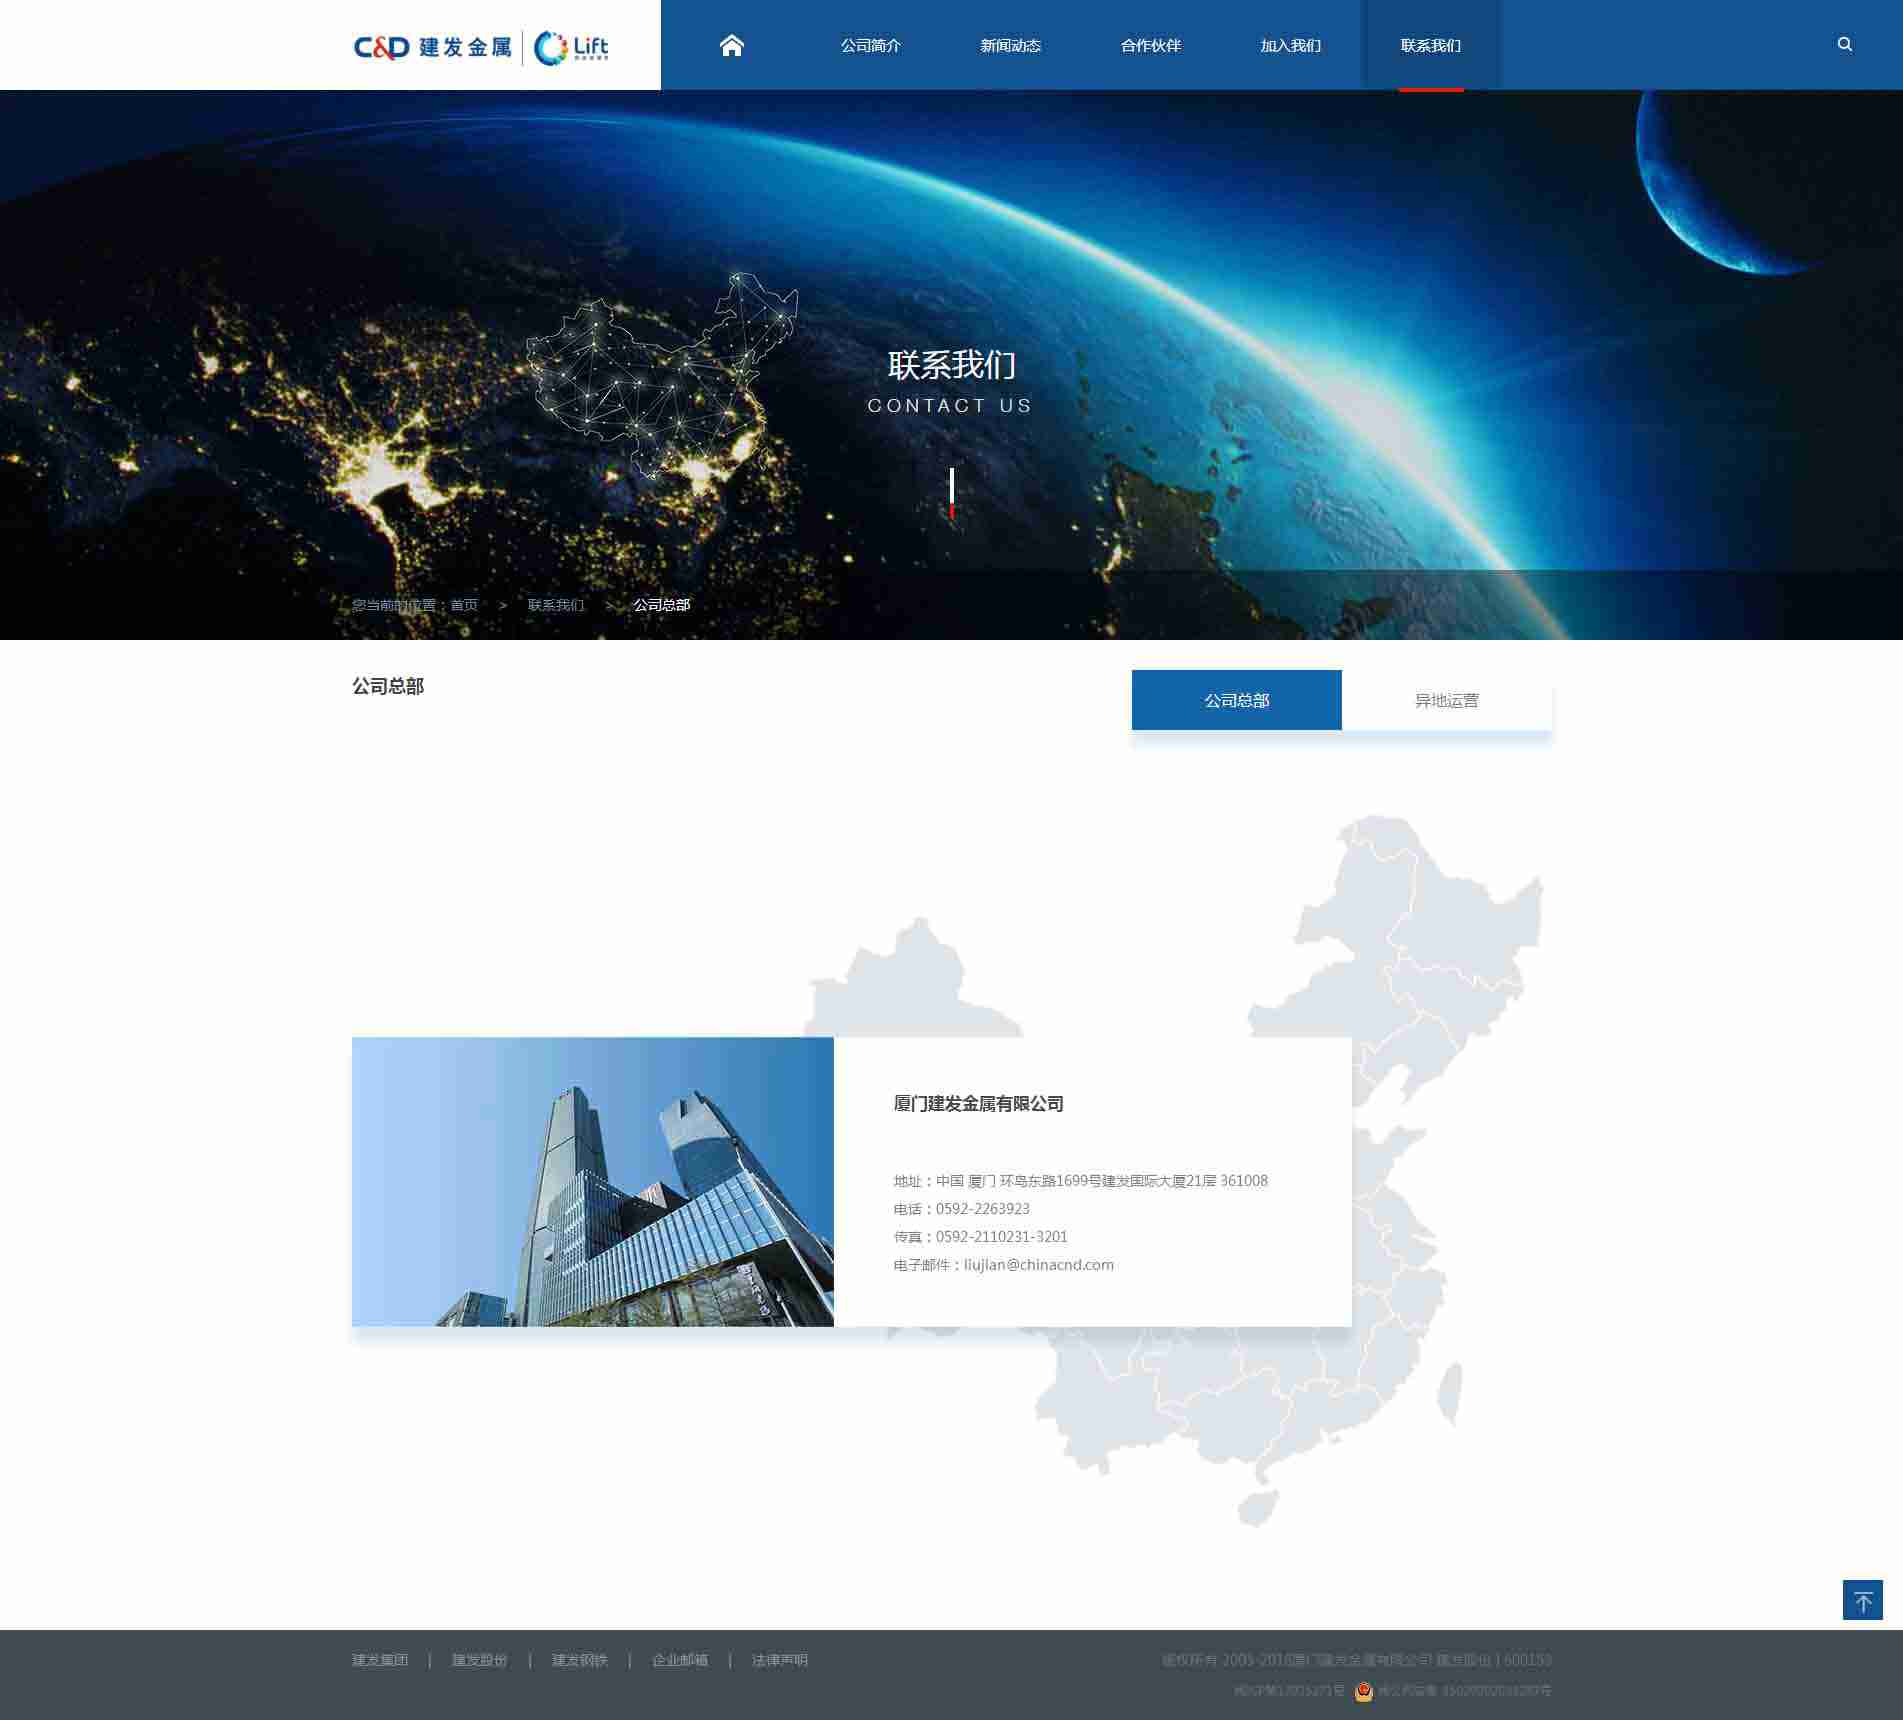 C&D 建发金属 Lift
公司简介 新闻动态 合作伙伴 加入我们 联系我们
联系我们
CONTACT US
您当前的位置：首页 > 联系我们 > 公司总部
公司总部
公司总部 异地运营
厦门建发金属有限公司
地址：中国 厦门 环岛东路1699号建发国际大厦21层 361008
电话：0592-2263923
传真：0592-2110231-3201
电子邮件：liujian@chinacnd.com
建发集团 | 建发股份 | 建发钢铁 | 企业邮箱 | 法律声明
版权所有 2005-2018厦门建发金属有限公司 建发股份 | 600153